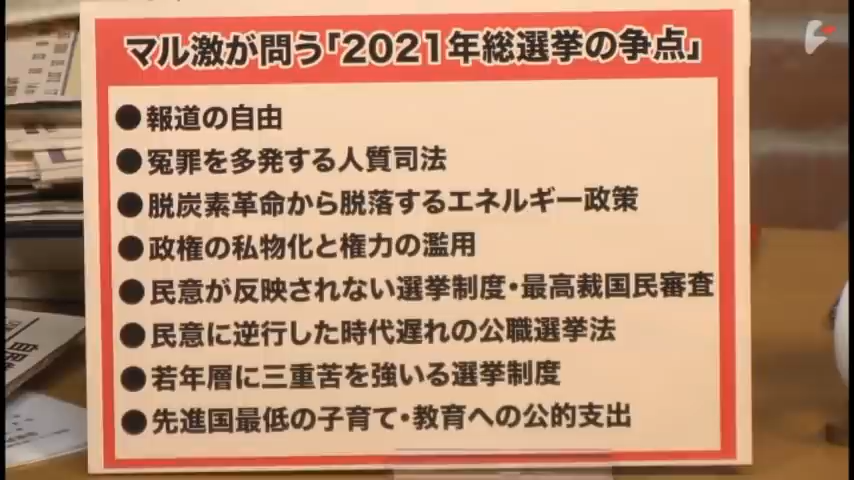 マル激が問う「2021年総選挙の争点」
●報道の自由
●冤罪を多発する人質司法
●脱炭素革命から脱落するエネルギー政策
●政権の私物化と権力の濫用
●民意が反映されない選挙制度・最高裁国民審査
●民意に逆行した時代遅れの公職選挙法
●若年層に三重苦を強いる選挙制度
●先進国最低の子育て・教育への公的支出